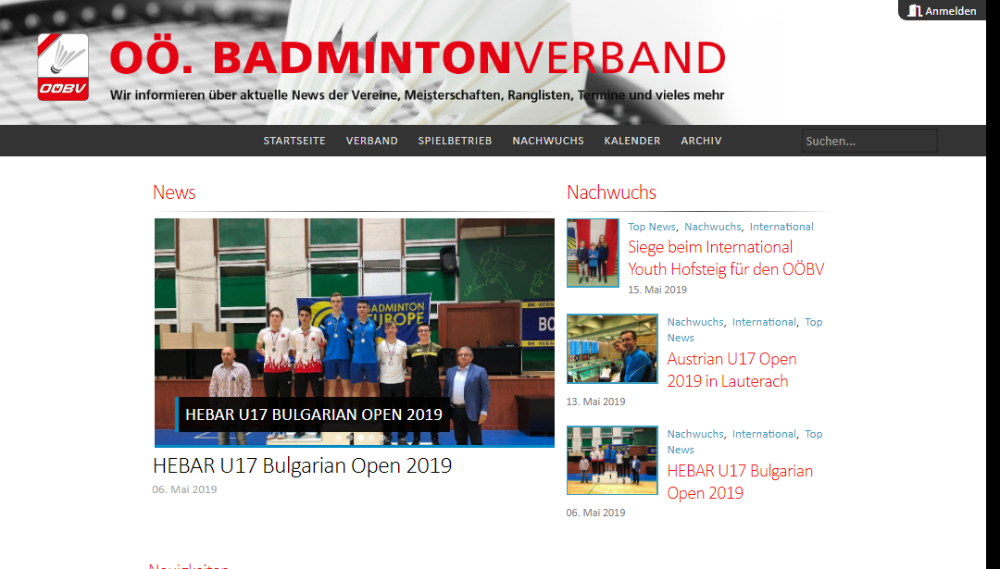 Anmelden
OÖBV
OÖ. BADMINTONVERBAND
Wir informieren über aktuelle News der Vereine, Meisterschaften, Ranglisten, Termine und vieles mehr
STARTSEITE VERBAND SPIELBETRIEB NACHWUCHS KALENDER ARCHIV
Suchen...
News
BADMINTON
EUROPE
HEBAR U17 BULGARIAN OPEN 2019
HEBAR U17 Bulgarian Open 2019
06. Mai 2019
Nachwuchs
Top News, Nachwuchs, International
Siege beim International
Youth Hofsteig für den OÖBV
15. Mai 2019
Nachwuchs, International, Top
News
Austrian U17 Open
2019 in Lauterach
13. Mai 2019
Nachwuchs, International, Top
News
HEBAR U17 Bulgarian
Open 2019
06. Mai 2019